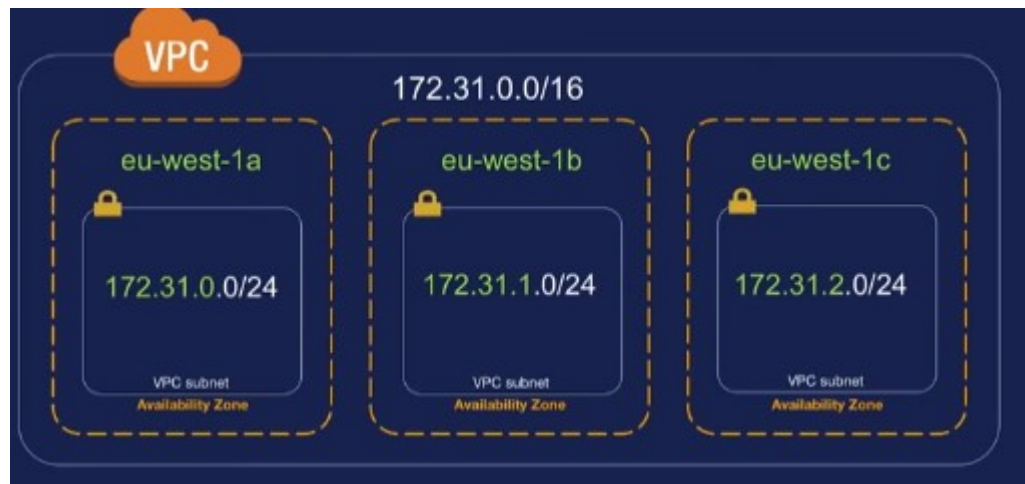 VPC
172.31.0.0/16
eu-west-1a
172.31.0.0/24
VPC subnet
Availability Zone
eu-west-1b
172.31.1.0/24
VPC subnet
Availability Zone
eu-west-1c
172.31.2.0/24
VPC subnet
Availability Zone